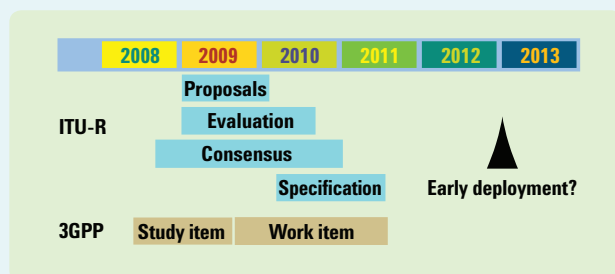 2008 2009 2010 2011 2012 2013
Proposals
Evaluation
ITU-R
Consensus
Specification
Early deployment?
3GPP Study item Work item